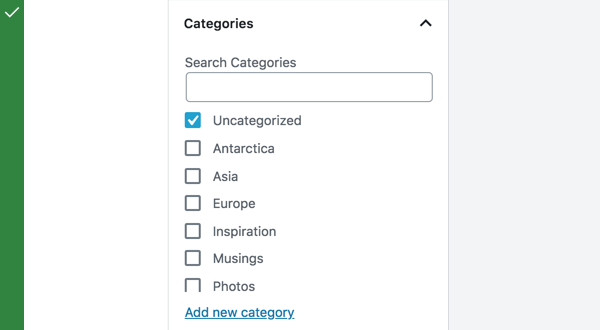 Categories
Search Categories
Uncategorized
Antarctica
Asia
Europe
Inspiration
Musings
Photos
Add new category